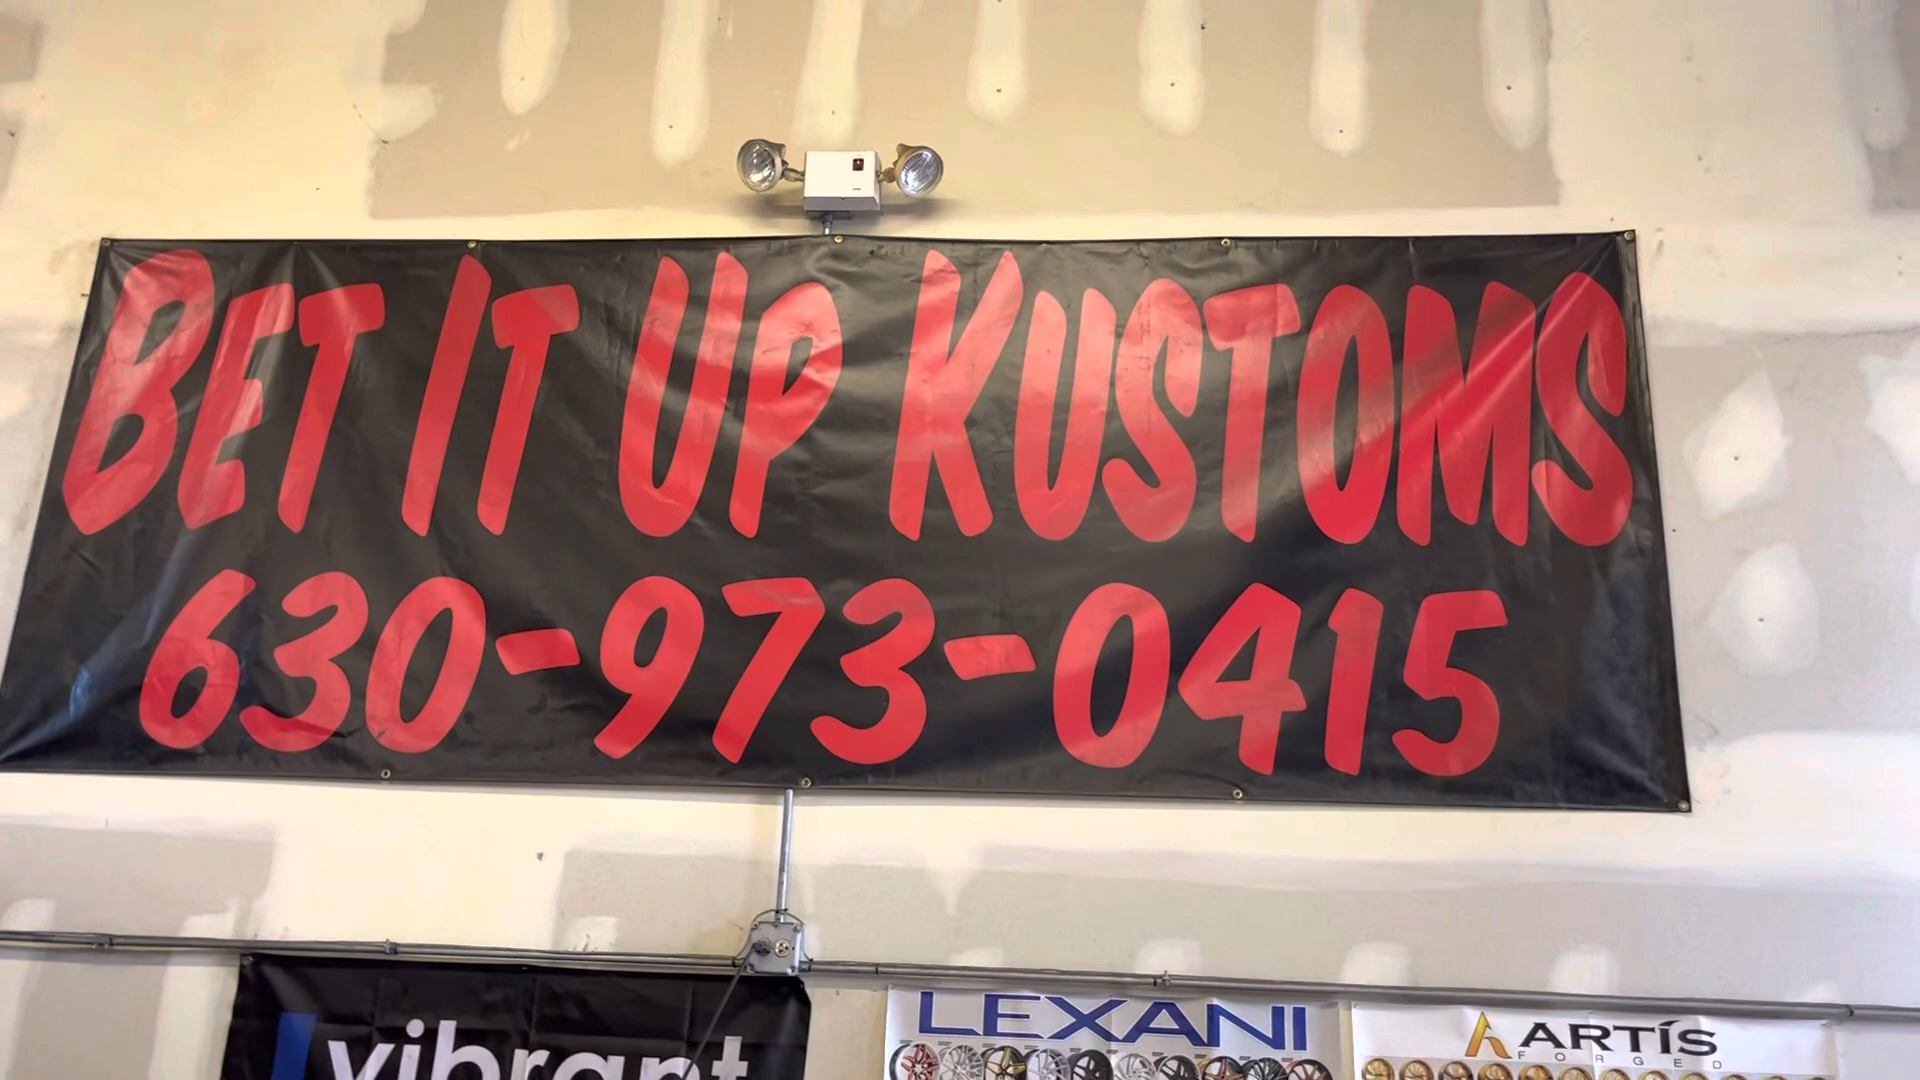 BET IT UP KUSTOMS
630-973-0415
vibrant
LEXANI
ARTÍS
FORGED